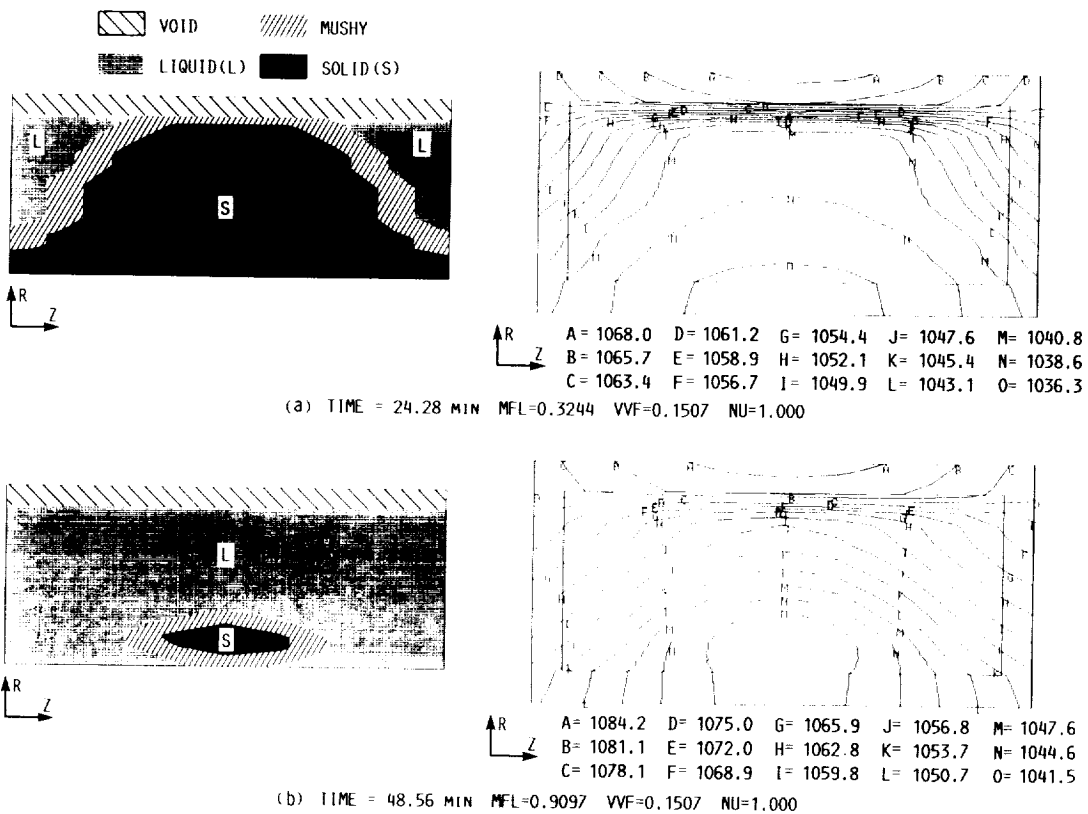 VOID MUSHY
LIQUID(L) SOLID(S)
L L
S
R
Z
R
Z
A = 1068.0 D = 1061.2 G = 1054.4 J = 1047.6 M = 1040.8
B = 1065.7 E = 1058.9 H = 1052.1 K = 1045.4 N = 1038.6
C = 1063.4 F = 1056.7 I = 1049.9 L = 1043.1 O = 1036.3
(a) TIME = 24.28 MIN MFL=0.3244 VVF=0.1507 NU=1.000
L
S
R
Z
R
Z
A= 1084.2 D= 1075.0 G= 1065.9 J= 1056.8 M= 1047.6
B= 1081.1 E= 1072.0 H= 1062.8 K= 1053.7 N= 1044.6
C= 1078.1 F= 1068.9 I= 1059.8 L= 1050.7 O= 1041.5
(b) TIME = 48.56 MIN MFL=0.9097 VVF=0.1507 NU=1.000